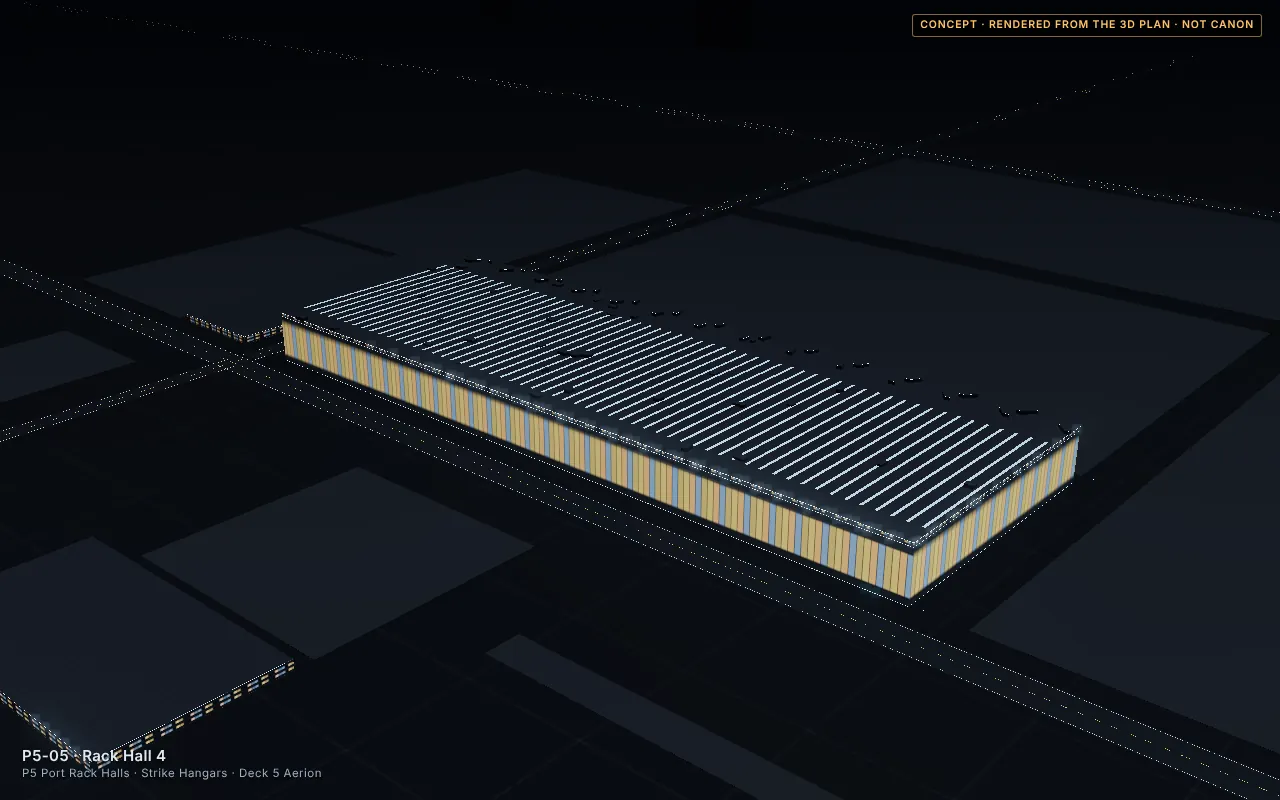 CONCEPT · RENDERED FROM THE 3D PLAN · NOT CANON
P5-05 · Rack Hall 4
P5 Port Rack Halls · Strike Hangars · Deck 5 Aerion